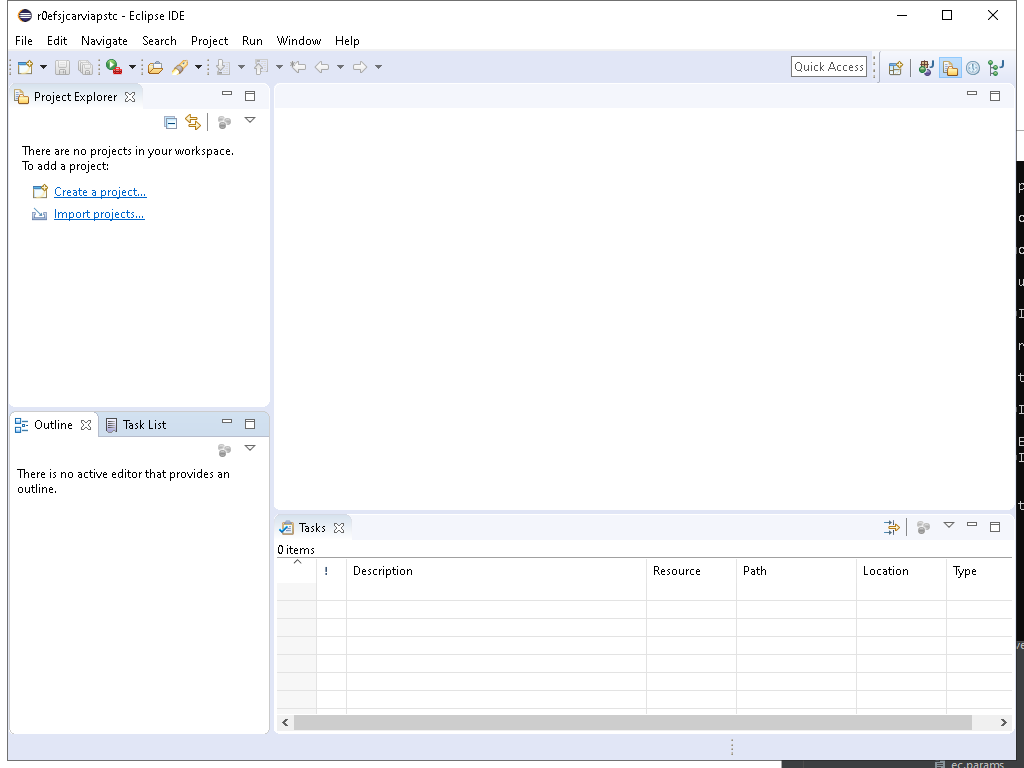 r0efsjcarviapstc - Eclipse IDE
File Edit Navigate Search Project Run Window Help
Quick Access
Project Explorer
There are no projects in your workspace.
To add a project:
Create a project...
Import projects...
Outline
Task List
There is no active editor that provides an
outline.
Tasks
0 items
! Description Resource Path Location Type
ec.params